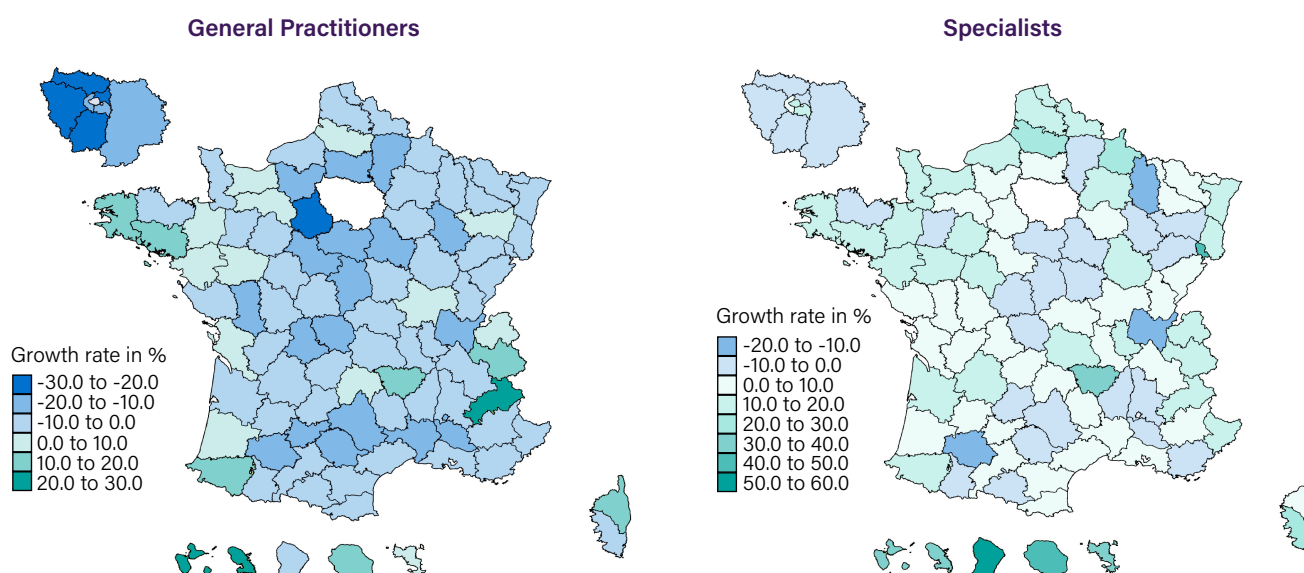 General Practitioners
Specialists
Growth rate in %
-30.0 to -20.0
-20.0 to -10.0
-10.0 to 0.0
0.0 to 10.0
10.0 to 20.0
20.0 to 30.0
Growth rate in %
-20.0 to -10.0
-10.0 to 0.0
0.0 to 10.0
10.0 to 20.0
20.0 to 30.0
30.0 to 40.0
40.0 to 50.0
50.0 to 60.0